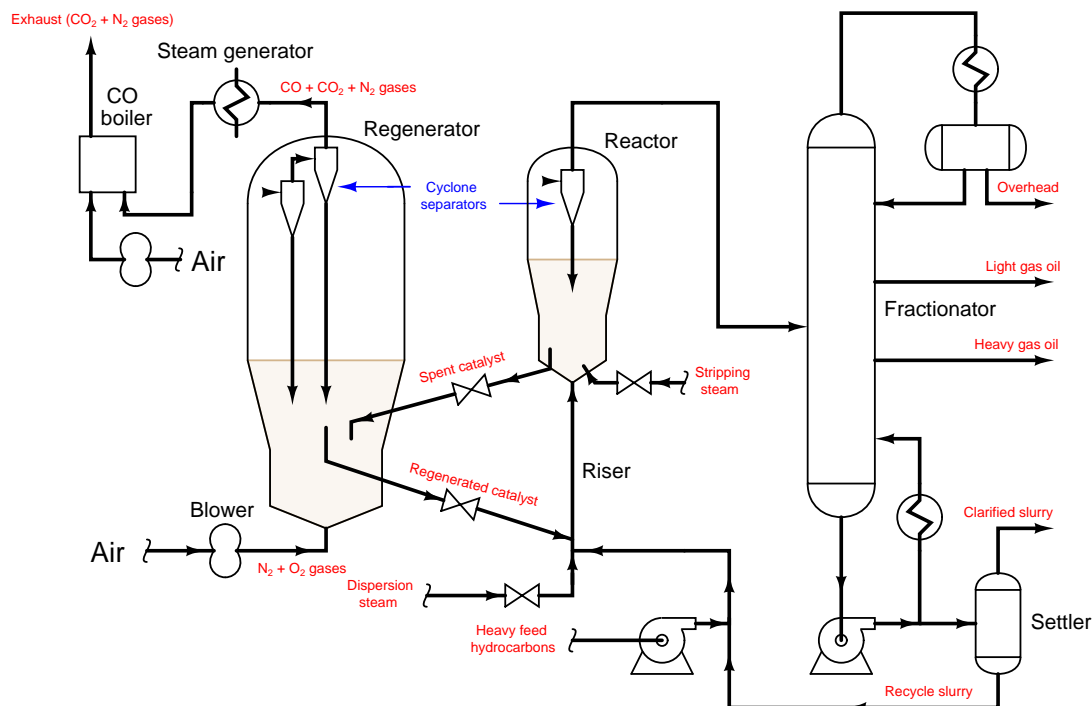 Exhaust (CO₂ + N₂ gases)
Steam generator
CO + CO₂ + N₂ gases
CO
boiler
Regenerator
Reactor
Cyclone
separators
Overhead
Air
Light gas oil
Fractionator
Heavy gas oil
Spent catalyst
Stripping
steam
Regenerated catalyst
Riser
Blower
Clarified slurry
Air
N₂ + O₂ gases
Dispersion
steam
Heavy feed
hydrocarbons
Settler
Recycle slurry